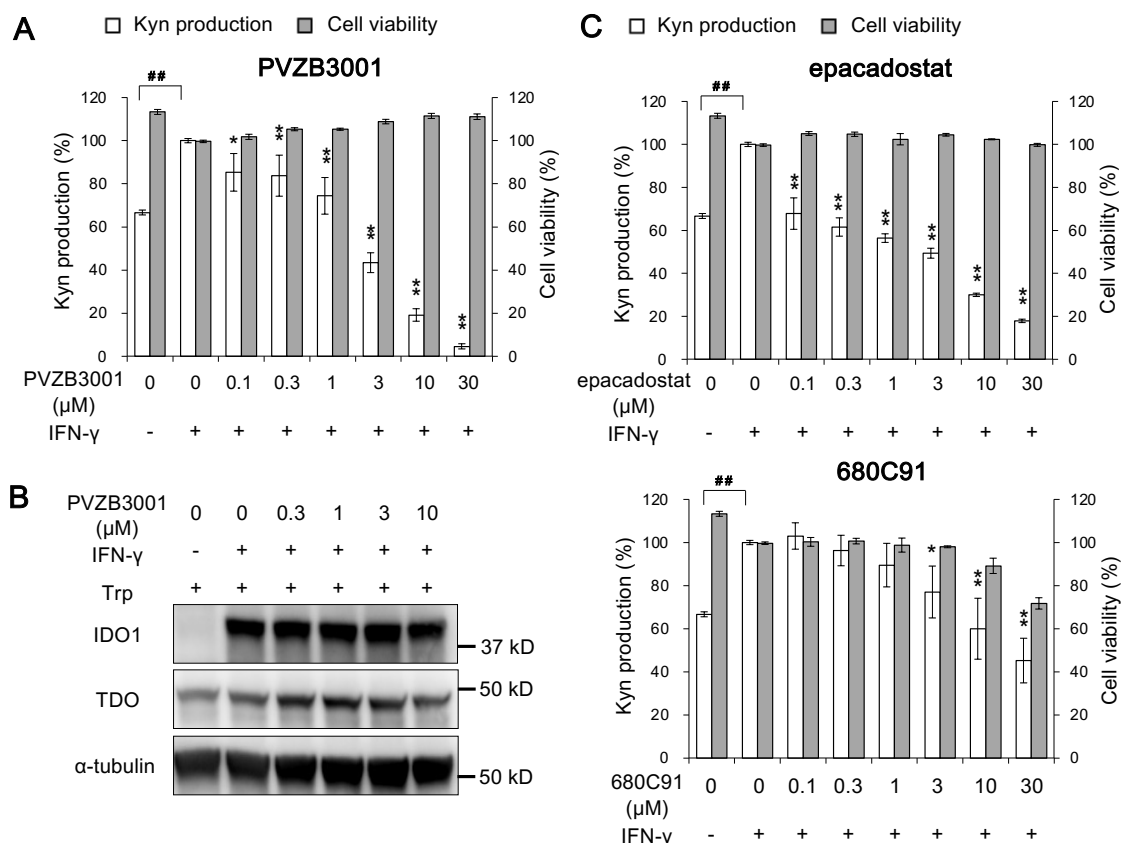 A
Kyn production
Cell viability
PVZB3001
##
120 100 80 60 40 20 0
Kyn production (%)
* ** ** ** ** **
120 100 80 60 40 20 0
Cell viability (%)
PVZB3001 (μM) 0 0 0.1 0.3 1 3 10 30
IFN-γ - + + + + + + +
B
PVZB3001 (μM) 0 0 0.3 1 3 10
IFN-γ - + + + + +
Trp + + + + + +
IDO1
37 kD
TDO
50 kD
α-tubulin
50 kD
C
Kyn production
Cell viability
epacadostat
##
120 100 80 60 40 20 0
Kyn production (%)
** ** ** ** ** **
120 100 80 60 40 20 0
Cell viability (%)
epacadostat (μM) 0 0 0.1 0.3 1 3 10 30
IFN-γ - + + + + + + +
680C91
##
120 100 80 60 40 20 0
Kyn production (%)
* ** **
120 100 80 60 40 20 0
Cell viability (%)
680C91 (μM) 0 0 0.1 0.3 1 3 10 30
IFN-γ - + + + + + + +